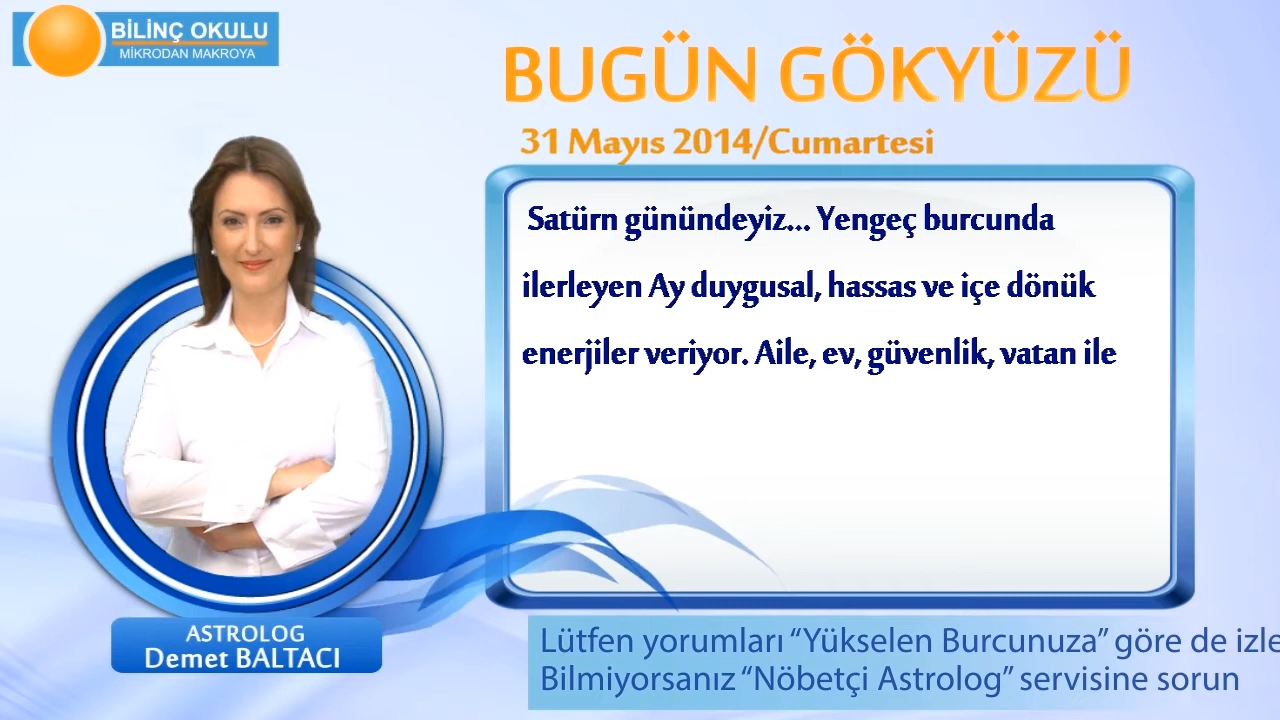 BİLİNÇ OKULU
MİKRODAN MAKROYA
BUGÜN GÖKYÜZÜ
31 Mayıs 2014/Cumartesi
Satürn günündeyiz... Yengeç burcunda
ilerleyen Ay duygusal, hassas ve içe dönük
enerjiler veriyor. Aile, ev, güvenlik, vatan ile
ASTROLOG
Demet BALTACI
Lütfen yorumları “Yükselen Burcunuza” göre de izle
Bilmiyorsanız “Nöbetçi Astrolog” servisine sorun